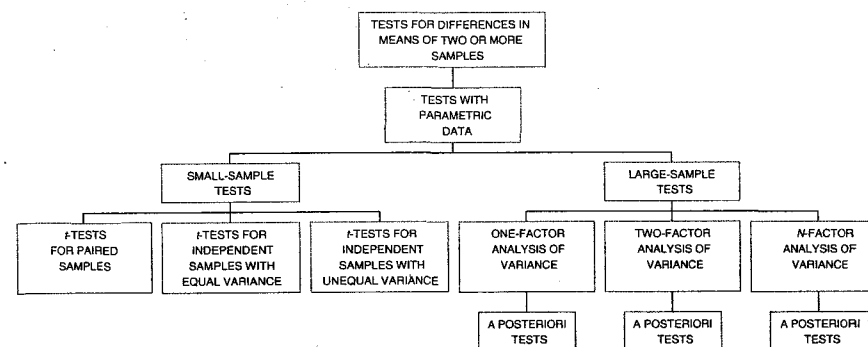 TESTS FOR DIFFERENCES IN
MEANS OF TWO OR MORE
SAMPLES
TESTS WITH
PARAMETRIC
DATA
SMALL-SAMPLE
TESTS
LARGE-SAMPLE
TESTS
t-TESTS
FOR PAIRED
SAMPLES
t-TESTS FOR
INDEPENDENT
SAMPLES WITH
EQUAL VARIANCE
t-TESTS FOR
INDEPENDENT
SAMPLES WITH
UNEQUAL VARIANCE
ONE-FACTOR
ANALYSIS OF
VARIANCE
TWO-FACTOR
ANALYSIS OF
VARIANCE
N-FACTOR
ANALYSIS OF
VARIANCE
A POSTERIORI
TESTS
A POSTERIORI
TESTS
A POSTERIORI
TESTS